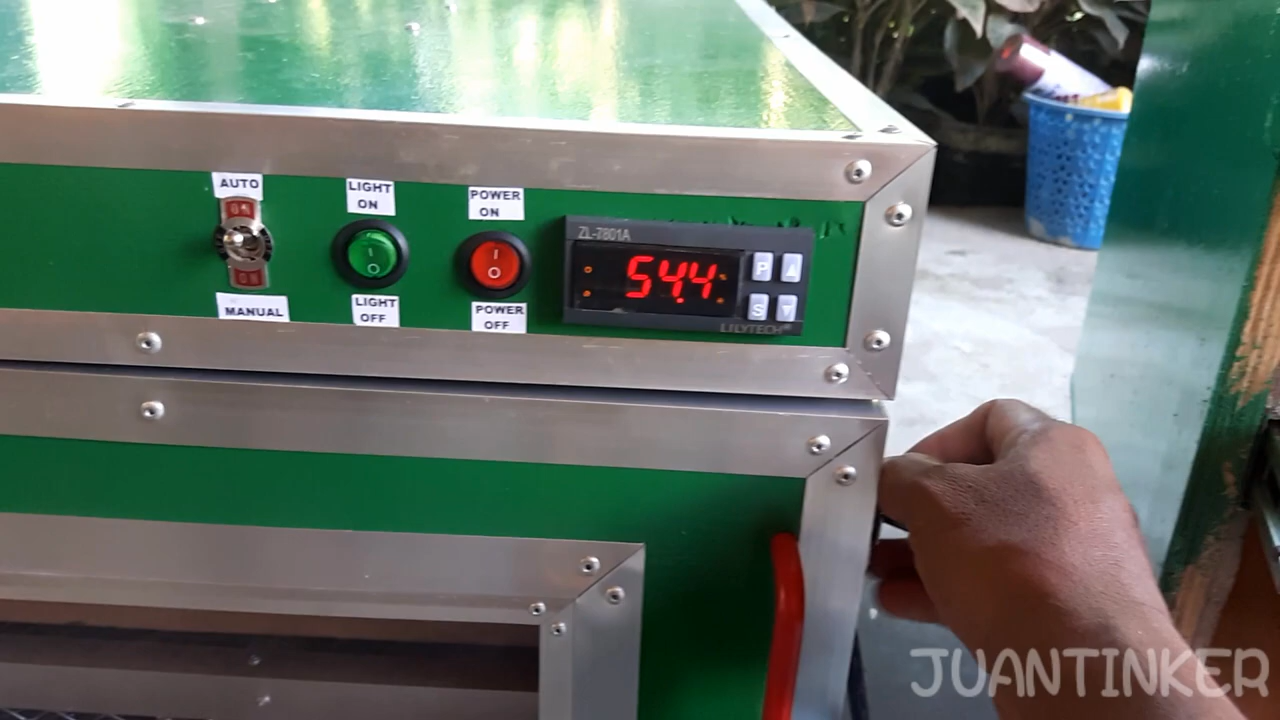 AUTO
MANUAL
LIGHT
ON
I
O
LIGHT
OFF
POWER
ON
I
O
POWER
OFF
ZL-7801A
54.4
P
S
LILYTECH®
JUANTINKER